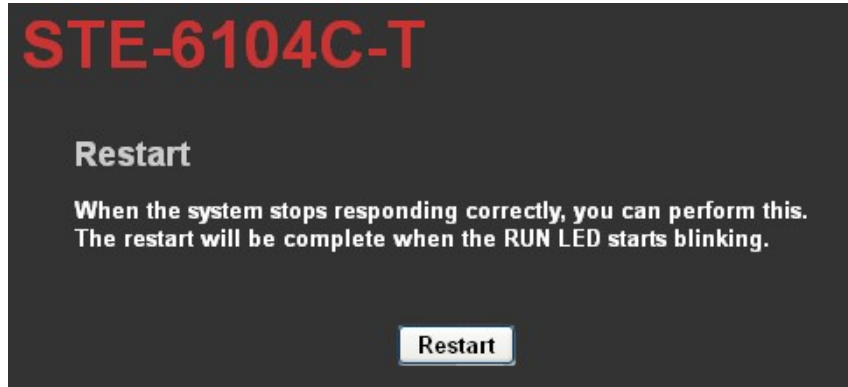 STE-6104C-T
Restart
When the system stops responding correctly, you can perform this.
The restart will be complete when the RUN LED starts blinking.
Restart